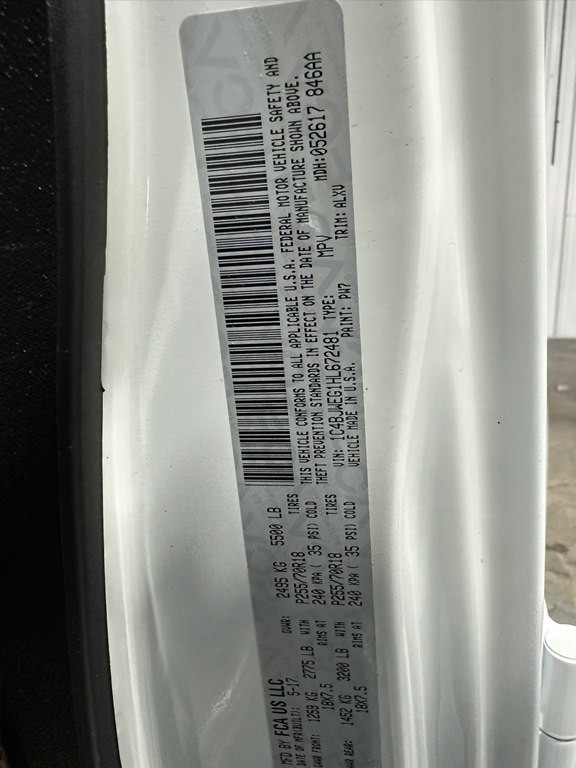 MFD BY FCA US LLC
DATE OF MFR(BUILT): 5-17 GVWR: 2495 KG 5500 LB
GAWR FRONT: 1259 KG 2775 LB WITH P255/70R18 TIRES
18X7.5 RIMS AT 240 KPA ( 35 PSI) COLD
GAWR REAR: 1452 KG 3200 LB WITH P255/70R18 TIRES
18X7.5 RIMS AT 240 KPA ( 35 PSI) COLD
THIS VEHICLE CONFORMS TO ALL APPLICABLE U.S.A. FEDERAL MOTOR VEHICLE SAFETY AND
THEFT PREVENTION STANDARDS IN EFFECT ON THE DATE OF MANUFACTURE SHOWN ABOVE.
VIN: 1C4BJWEG1HL672481 TYPE: MPV MDH:052617 846AA
VEHICLE MADE IN U.S.A. PAINT: PW7 TRIM: ALXV